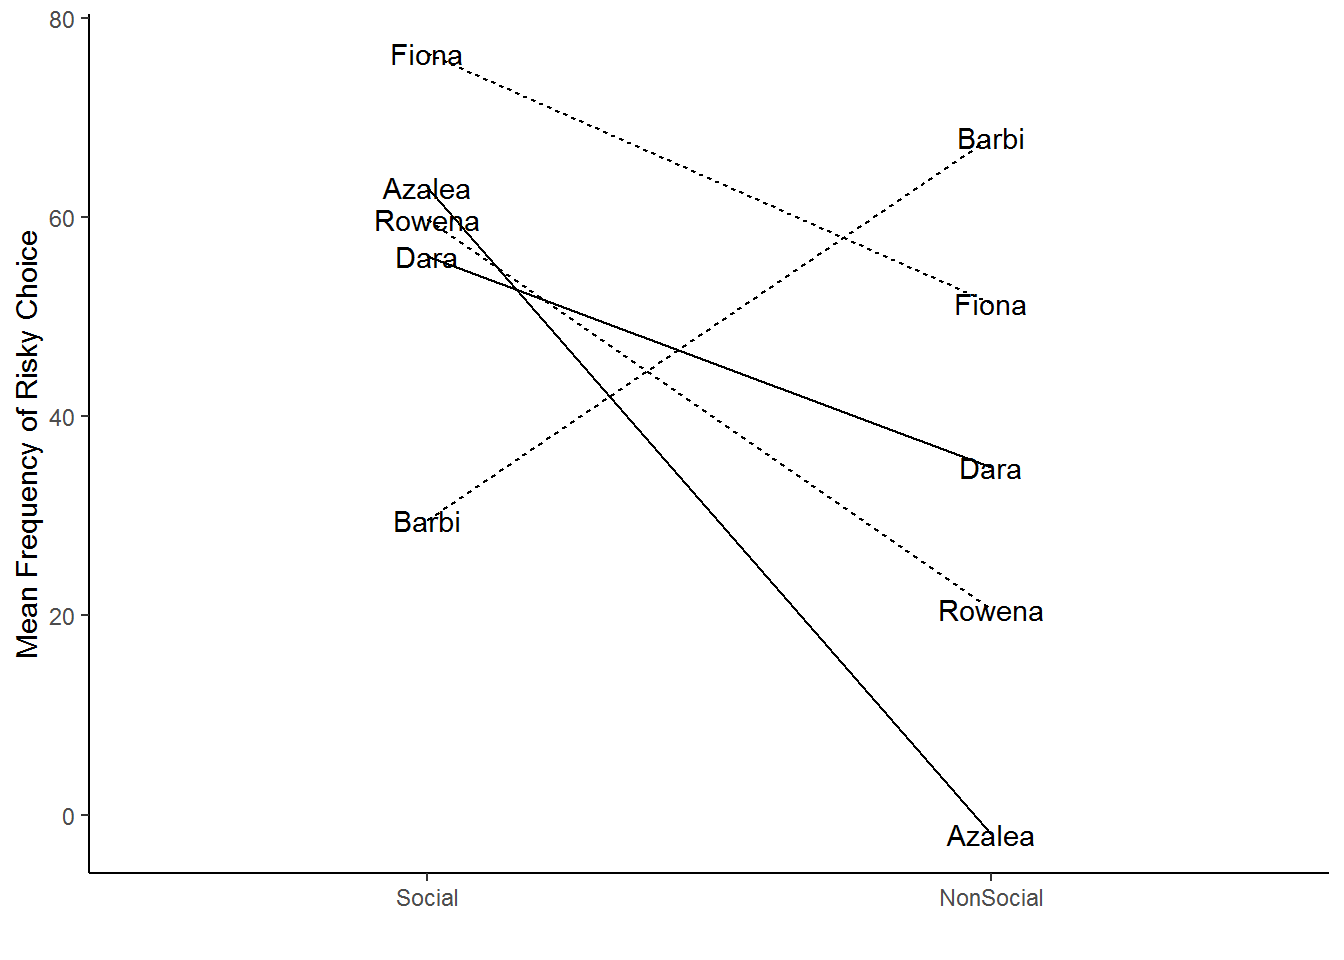 80
60
40
20
0
Mean Frequency of Risky Choice
Fiona
Azalea
Rowena
Dara
Barbi
Barbi
Fiona
Dara
Rowena
Azalea
Social
NonSocial